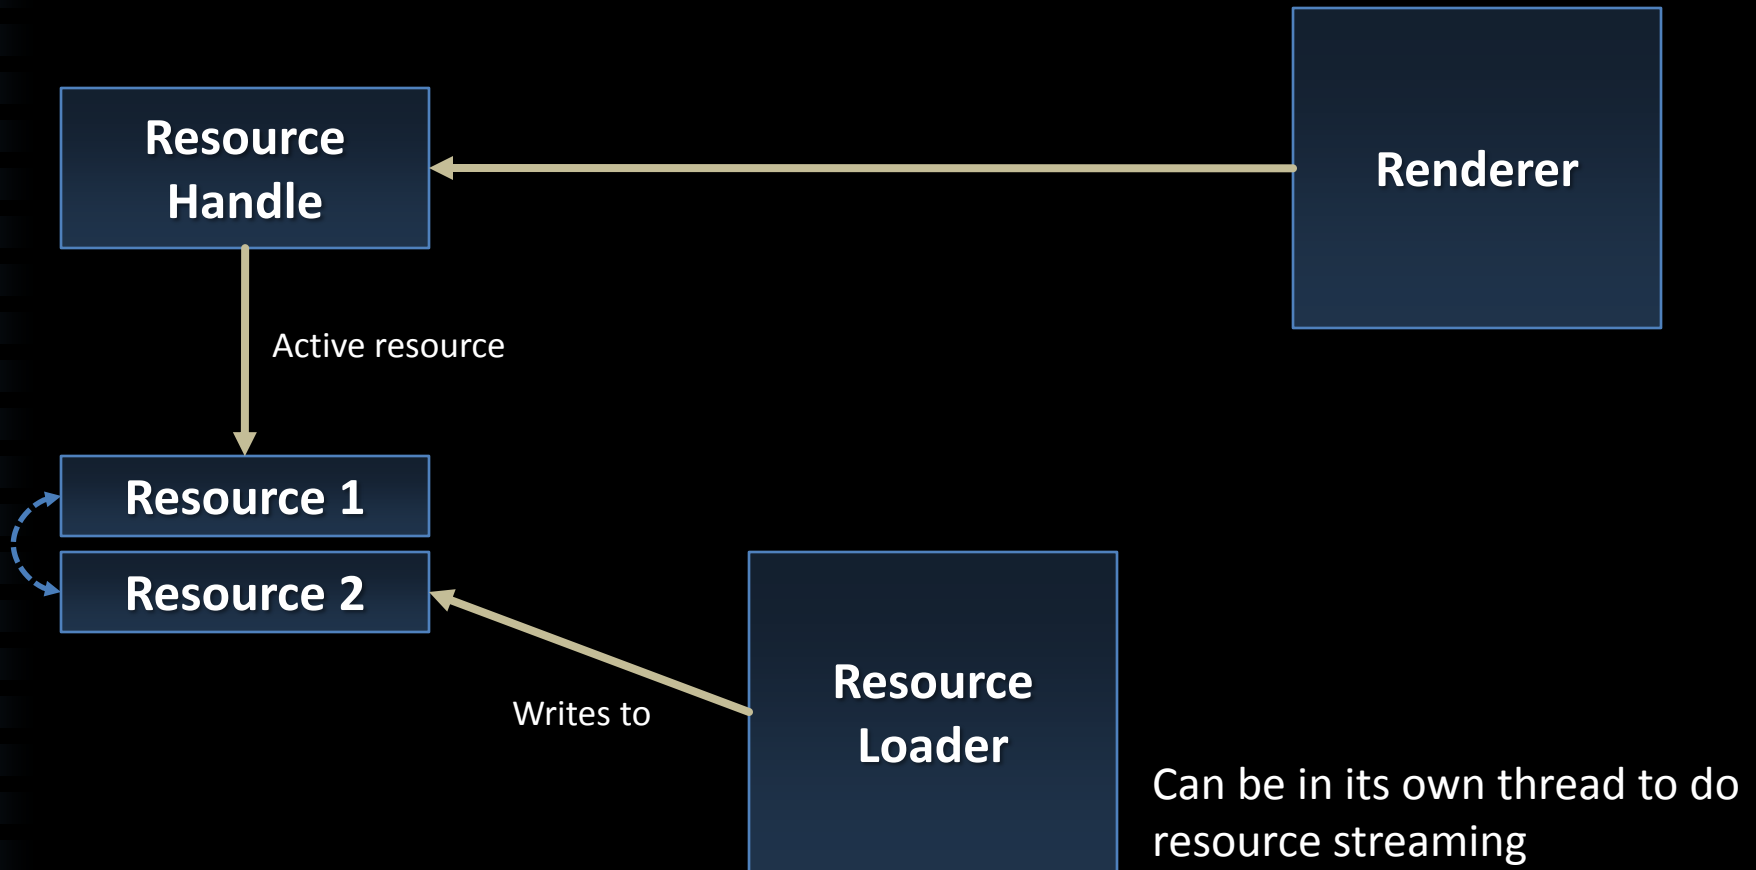 Resource
Handle
Renderer
Active resource
Resource 1
Resource 2
Writes to
Resource
Loader
Can be in its own thread to do
resource streaming